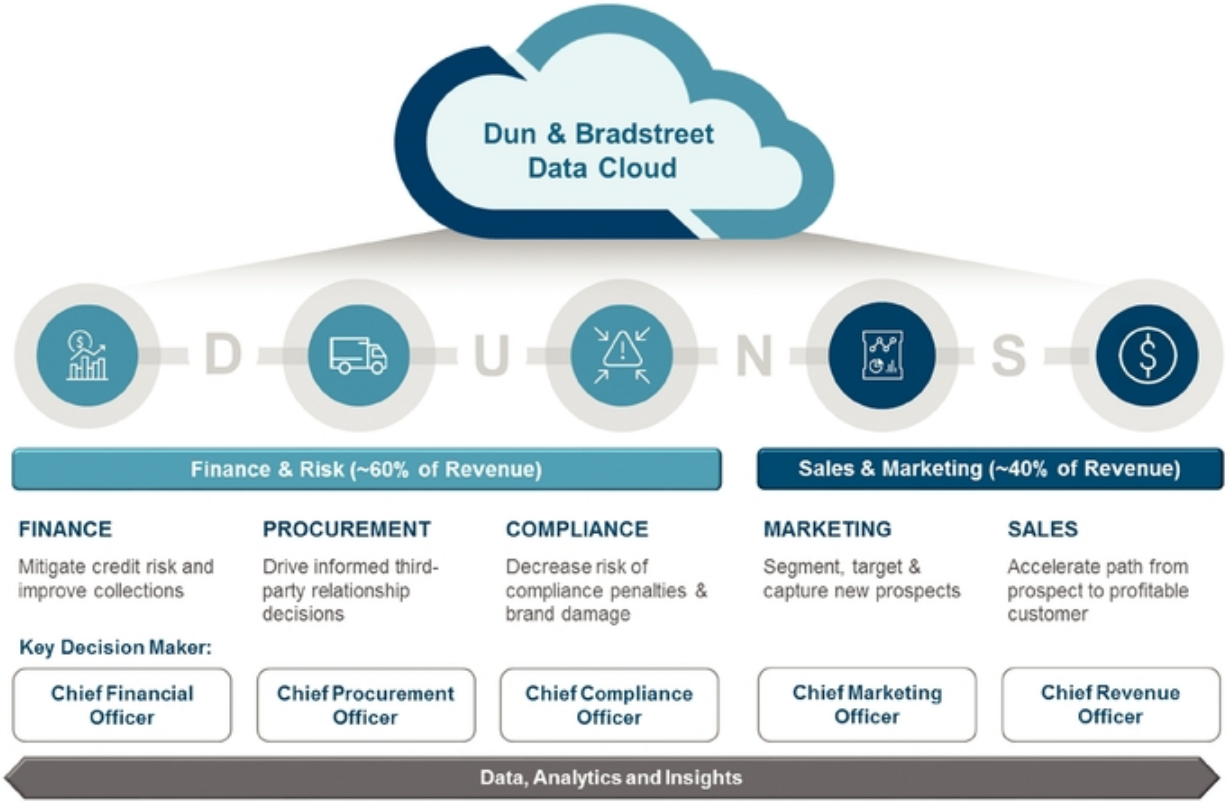 Dun & Bradstreet
Data Cloud
D U N S
Finance & Risk (~60% of Revenue)
Sales & Marketing (~40% of Revenue)
FINANCE
Mitigate credit risk and
improve collections
PROCUREMENT
Drive informed third-
party relationship
decisions
COMPLIANCE
Decrease risk of
compliance penalties &
brand damage
MARKETING
Segment, target &
capture new prospects
SALES
Accelerate path from
prospect to profitable
customer
Key Decision Maker:
Chief Financial
Officer
Chief Procurement
Officer
Chief Compliance
Officer
Chief Marketing
Officer
Chief Revenue
Officer
Data, Analytics and Insights